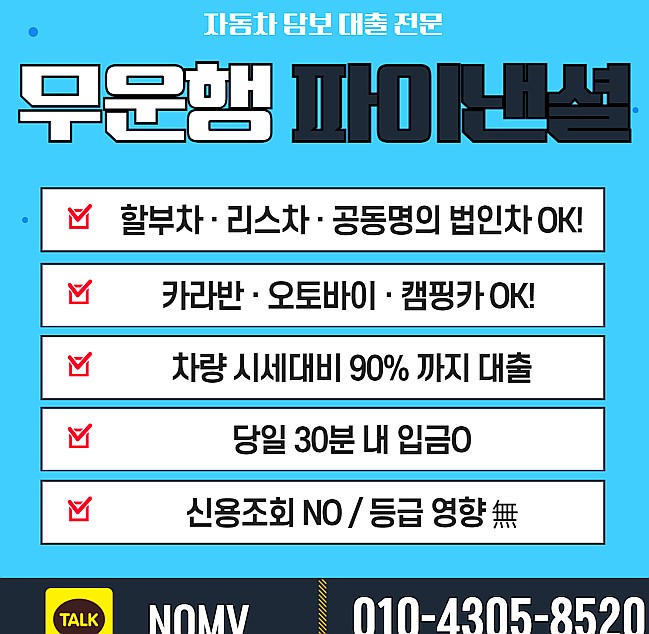 자동차 담보 대출 전문
무운행 파이낸셜
할부차 · 리스차 · 공동명의 법인차 OK!
카라반 · 오토바이 · 캠핑카 OK!
차량 시세대비 90% 까지 대출
당일 30분 내 입금O
신용조회 NO / 등급 영향 無
TALK NOMV 010-4305-8520